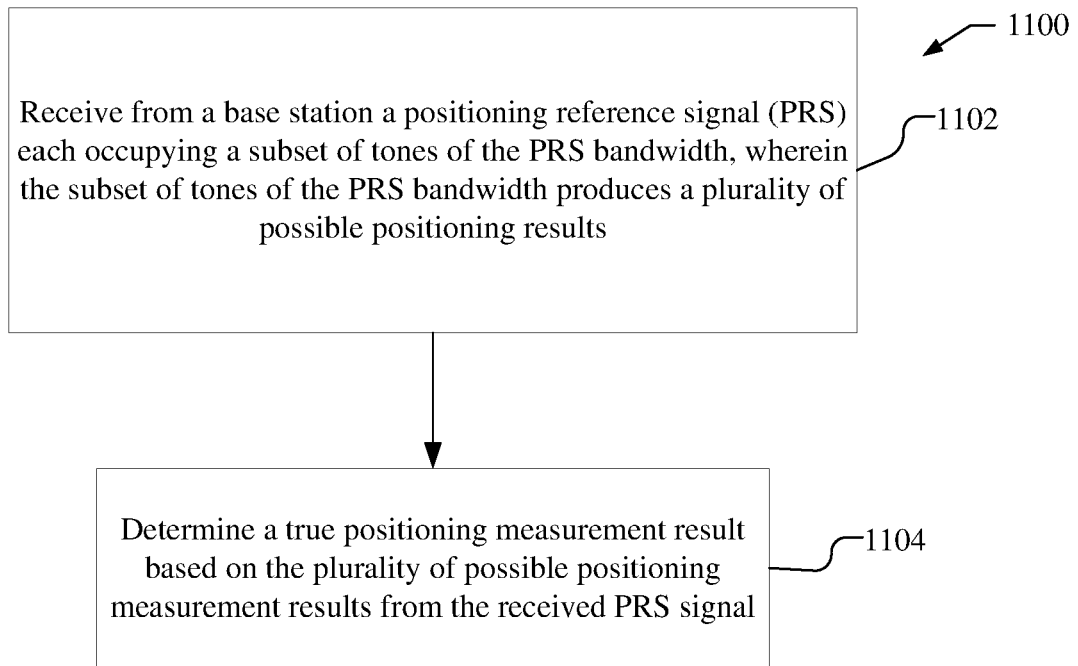 1100
Receive from a base station a positioning reference signal (PRS)
each occupying a subset of tones of the PRS bandwidth, wherein
the subset of tones of the PRS bandwidth produces a plurality of
possible positioning results
1102
Determine a true positioning measurement result
based on the plurality of possible positioning
measurement results from the received PRS signal
1104